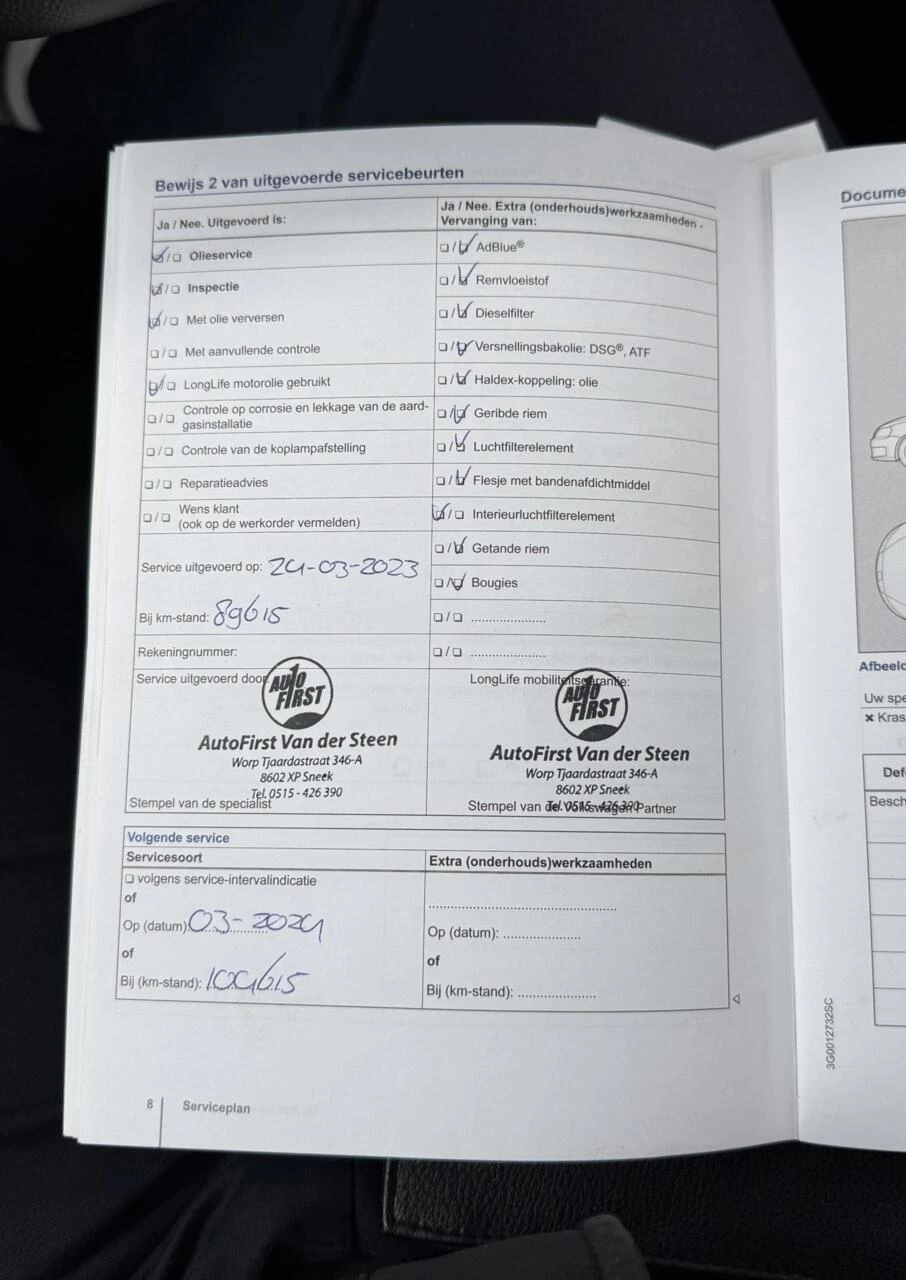 Bewijs 2 van uitgevoerde servicebeurten
Ja / Nee. Uitgevoerd is:
☑/☐ Olieservice
☑/☐ Inspectie
☑/☐ Met olie verversen
☐/☐ Met aanvullende controle
☑/☐ LongLife motorolie gebruikt
☐/☐ Controle op corrosie en lekkage van de aard-
gasinstallatie
☐/☐ Controle van de koplampafstelling
☐/☐ Reparatieadvies
☐/☐ Wens klant
(ook op de werkorder vermelden)
Service uitgevoerd op: 24-03-2023
Bij km-stand: 89615
Rekeningnummer:
Service uitgevoerd door
AUTO
FIRST
AutoFirst Van der Steen
Worp Tjaardastraat 346-A
8602 XP Sneek
Tel. 0515 - 426 390
Stempel van de specialist
Ja / Nee. Extra (onderhouds)werkzaamheden -
Vervanging van:
☐/☑ AdBlue®
☐/☑ Remvloeistof
☐/☑ Dieselfilter
☐/☑ Versnellingsbakolie: DSG®, ATF
☐/☑ Haldex-koppeling: olie
☐/☑ Geribde riem
☐/☑ Luchtfilterelement
☐/☑ Flesje met bandenafdichtmiddel
☑/☐ Interieurluchtfilterelement
☐/☑ Getande riem
☐/☑ Bougies
☐/☐ ......................
☐/☐ ......................
LongLife mobiliteitsgarantie:
AUTO
FIRST
AutoFirst Van der Steen
Worp Tjaardastraat 346-A
8602 XP Sneek
Tel. 0515 - 426 390
Stempel van de Volkswagen Partner
Volgende service
Servicesoort
☐ volgens service-intervalindicatie
of
Op (datum): 03-2024
of
Bij (km-stand): 104615
Extra (onderhouds)werkzaamheden
......................................................
Op (datum): ......................
of
Bij (km-stand): ......................
8
Serviceplan
3G0012732SC
Docume
Afbeeld
Uw spe
× Kras
Def
Besch